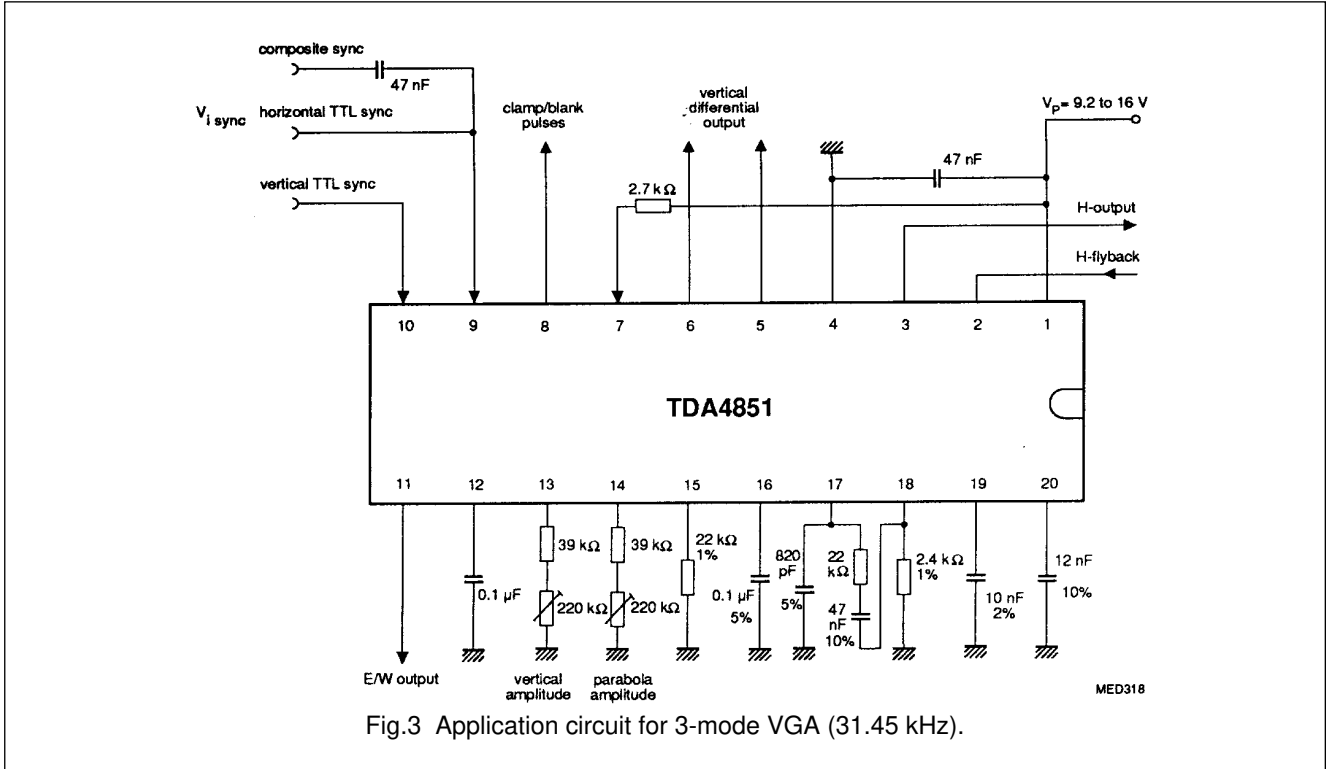 composite sync
47 nF
V i sync
horizontal TTL sync
vertical TTL sync
clamp/blank
pulses
vertical
differential
output
VP= 9.2 to 16 V
47 nF
2.7 kΩ
H-output
H-flyback
10
9
8
7
6
5
4
3
2
1
TDA4851
11
12
13
14
15
16
17
18
19
20
0.1 μF
39 kΩ
220 kΩ
39 kΩ
220 kΩ
22 kΩ
1%
0.1 μF
5%
820
pF
5%
22
kΩ
47
nF
10%
2.4 kΩ
1%
10 nF
2%
12 nF
10%
E/W output
vertical
amplitude
parabola
amplitude
MED318
Fig.3 Application circuit for 3-mode VGA (31.45 kHz).